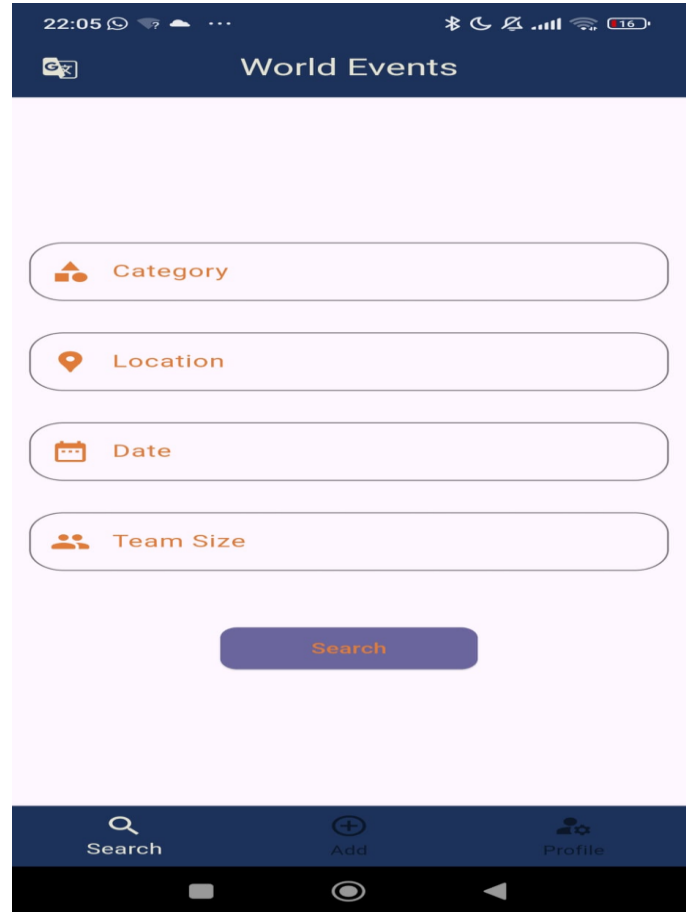 22:05
16
World Events
Category
Location
Date
Team Size
Search
Search Add Profile